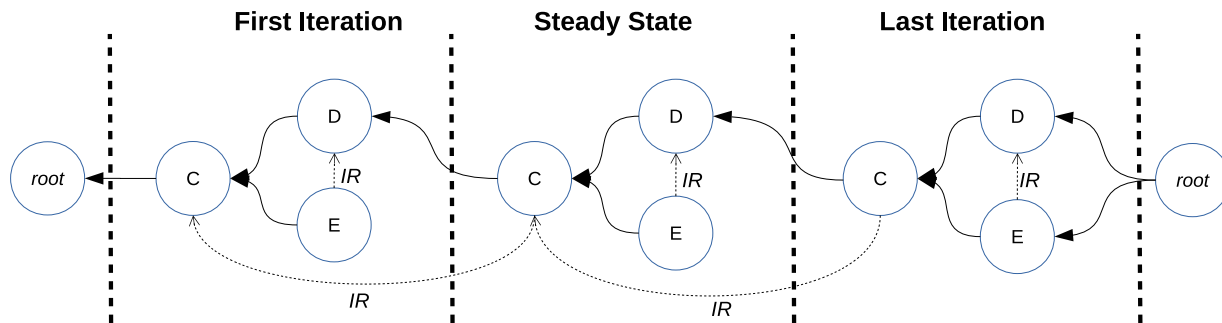 First Iteration
Steady State
Last Iteration
D
D
D
root
C
IR
C
IR
C
IR
root
E
E
E
IR
IR